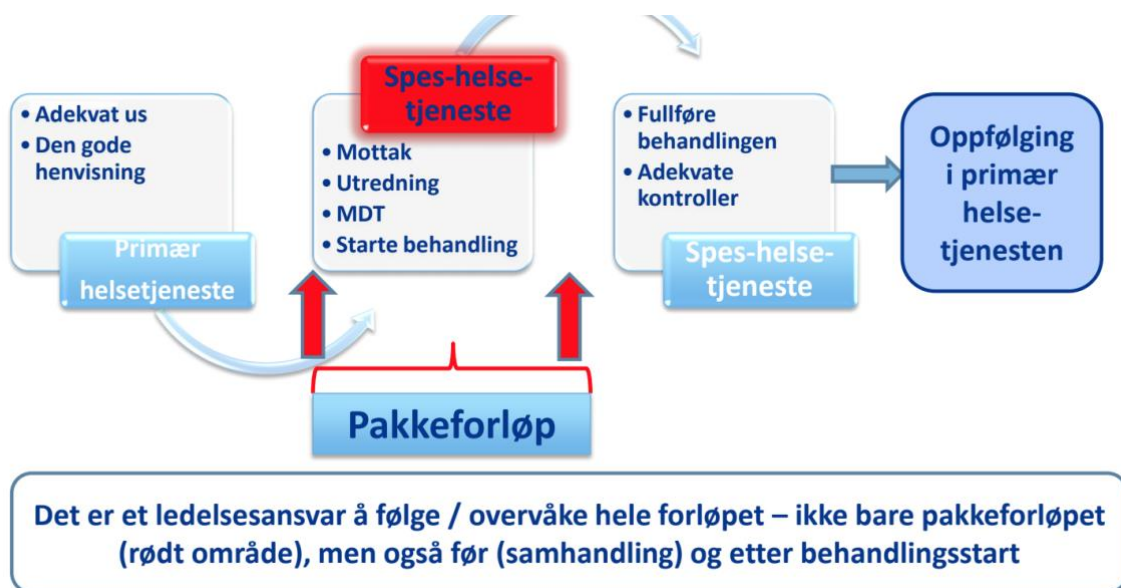 • Adekvat us
• Den gode
henvisning
Primær
helsetjeneste
Spes-helse-
tjeneste
• Mottak
• Utredning
• MDT
• Starte behandling
• Fullføre
behandlingen
• Adekvate
kontroller
Spes-helse-
tjeneste
Oppfølging
i primær
helse-
tjenesten
Pakkeforløp
Det er et ledelsesansvar å følge / overvåke hele forløpet – ikke bare pakkeforløpet
(rødt område), men også før (samhandling) og etter behandlingsstart